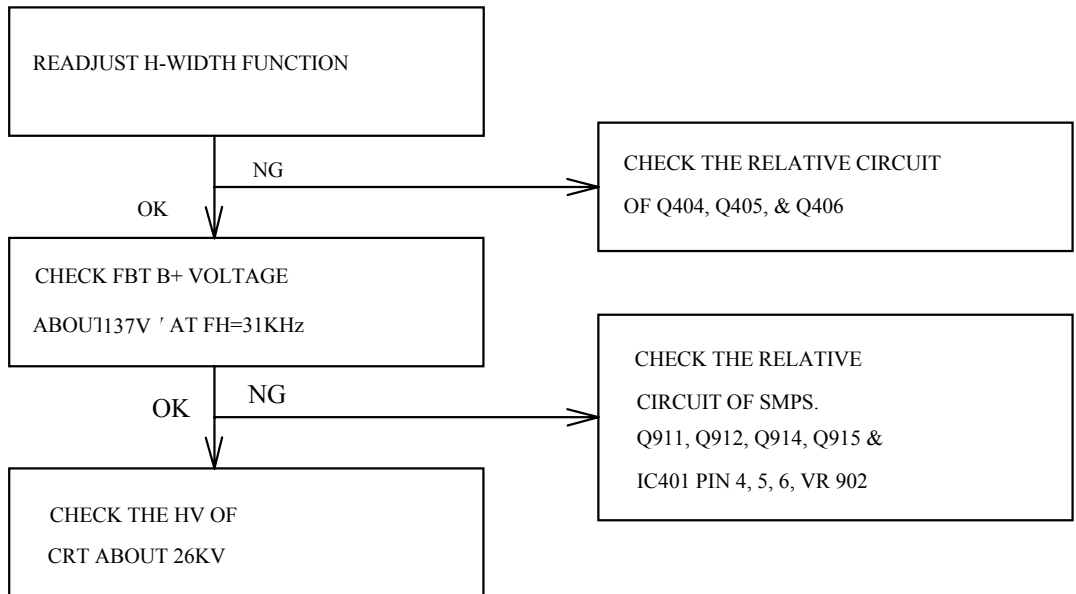 READJUST H-WIDTH FUNCTION
NG
CHECK THE RELATIVE CIRCUIT
OF Q404, Q405, & Q406
OK
CHECK FBT B+ VOLTAGE
137V AT FH=31KHz
CHECK THE RELATIVE
CIRCUIT OF SMPS.
Q911, Q912, Q914, Q915 &
IC401 PIN 4, 5, 6, VR 902
OK
NG
CHECK THE HV OF
CRT ABOUT 26KV